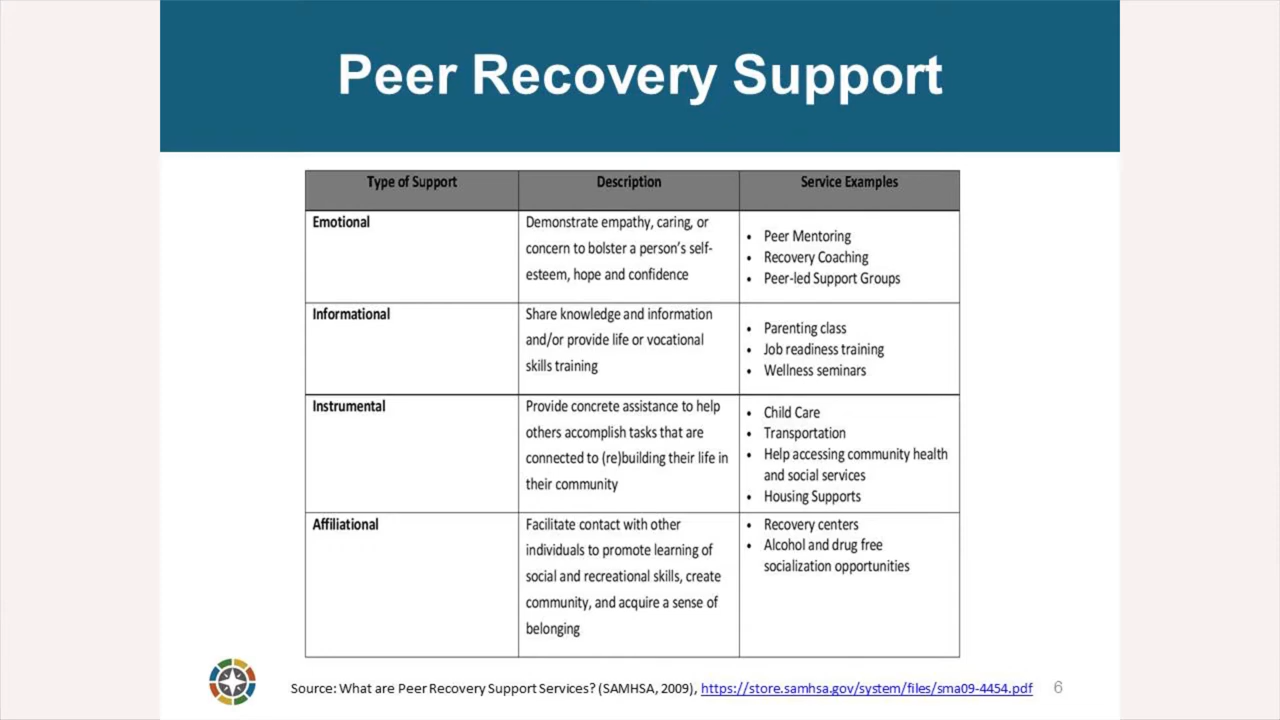 Peer Recovery Support
Type of Support
Description
Service Examples
Emotional
Demonstrate empathy, caring, or
concern to bolster a person's self-
esteem, hope and confidence
• Peer Mentoring
• Recovery Coaching
• Peer-led Support Groups
Informational
Share knowledge and information
and/or provide life or vocational
skills training
• Parenting class
• Job readiness training
• Wellness seminars
Instrumental
Provide concrete assistance to help
others accomplish tasks that are
connected to (re)building their life in
their community
• Child Care
• Transportation
• Help accessing community health
and social services
• Housing Supports
Affiliational
Facilitate contact with other
individuals to promote learning of
social and recreational skills, create
community, and acquire a sense of
belonging
• Recovery centers
• Alcohol and drug free
socialization opportunities
Source: What are Peer Recovery Support Services? (SAMHSA, 2009), https://store.samhsa.gov/system/files/sma09-4454.pdf
6